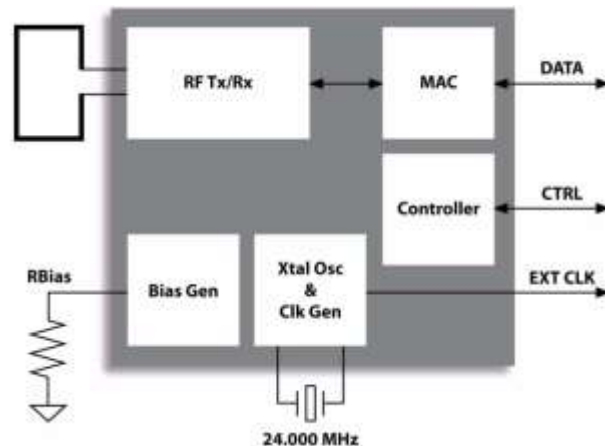 RF Tx/Rx
MAC
DATA
Controller
CTRL
RBias
Bias Gen
Xtal Osc
&
Clk Gen
EXT CLK
24.000 MHz